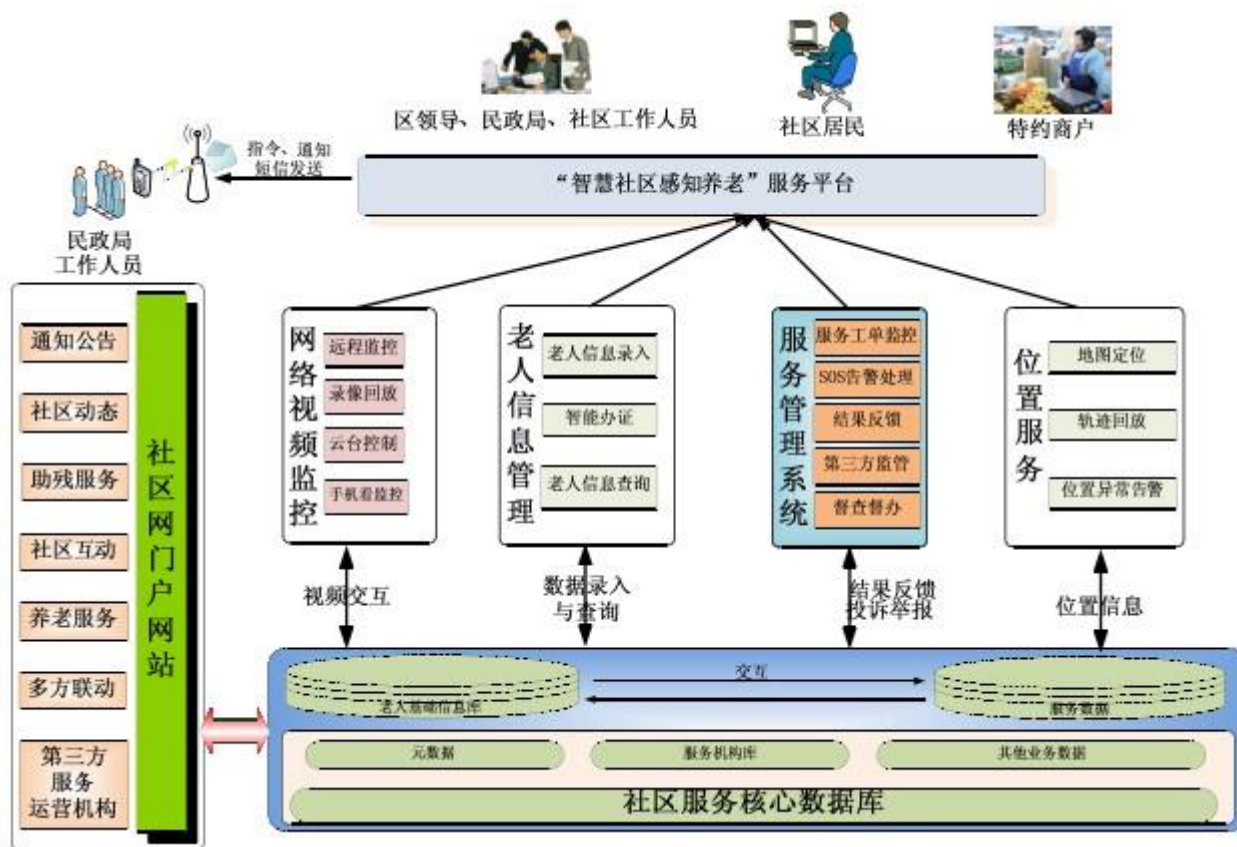 区领导、民政局、社区工作人员
社区居民
特约商户
指令、通知
短信发送
“智慧社区感知养老”服务平台
民政局
工作人员
通知公告
社区动态
助残服务
社区互动
养老服务
多方联动
第三方
服务
运营机构
社区网门户网站
网络视频监控
远程监控
录像回放
云台控制
手机看监控
老人信息管理
老人信息录入
智能办证
老人信息查询
服务管理系统
服务工单监控
SOS告警处理
结果反馈
第三方监管
督查督办
位置服务
地图定位
轨迹回放
位置异常告警
视频交互
数据录入
与查询
结果反馈
投诉举报
位置信息
交互
老人基础信息库
服务数据
元数据
服务机构库
其他业务数据
社区服务核心数据库